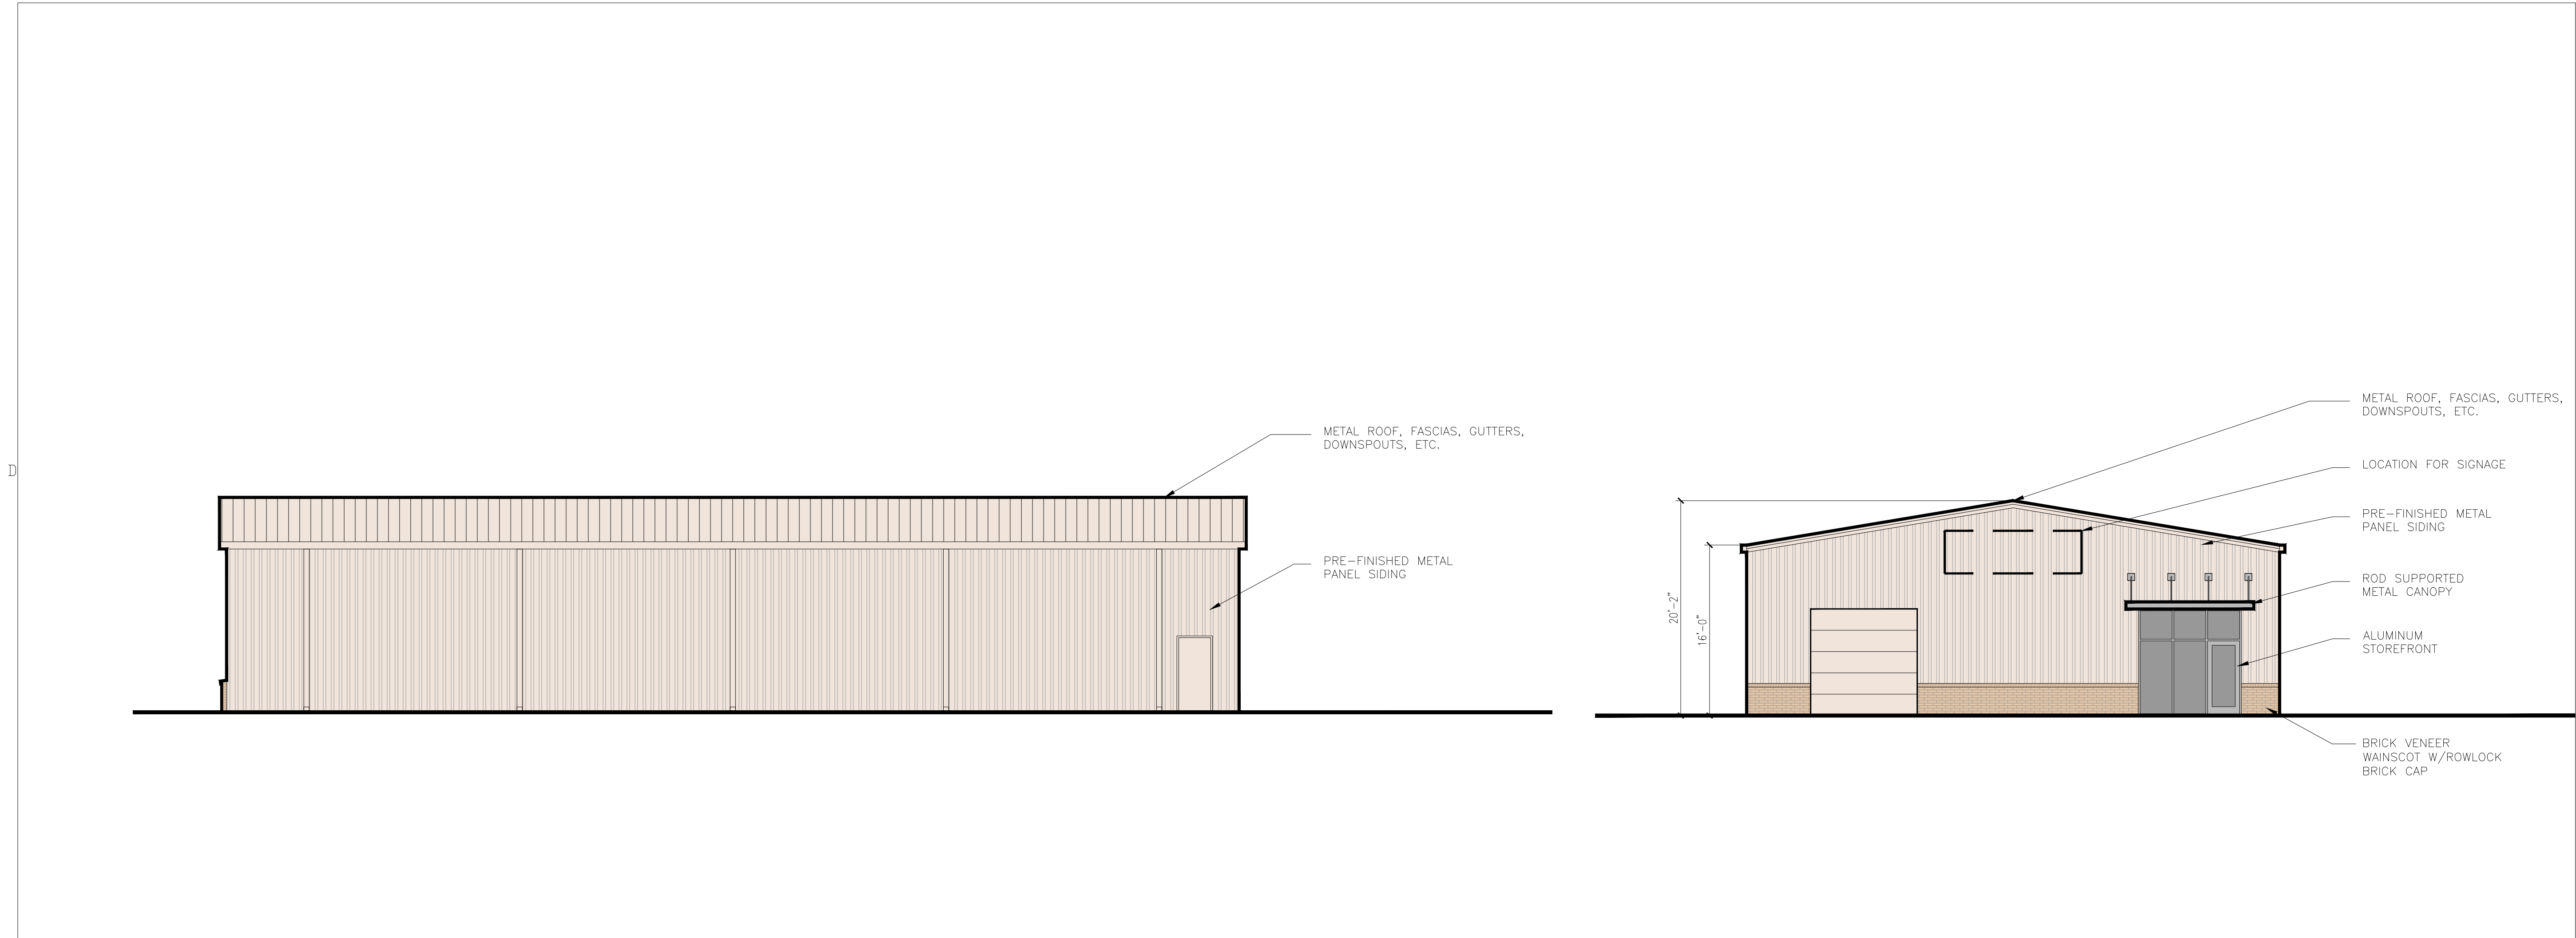 METAL ROOF, FASCIAS, GUTTERS,
DOWNSPOUTS, ETC.
PRE-FINISHED METAL
PANEL SIDING
D
20'-2"
16'-0"
METAL ROOF, FASCIAS, GUTTERS,
DOWNSPOUTS, ETC.
LOCATION FOR SIGNAGE
PRE-FINISHED METAL
PANEL SIDING
ROD SUPPORTED
METAL CANOPY
ALUMINUM
STOREFRONT
BRICK VENEER
WAINSCOT W/ROWLOCK
BRICK CAP